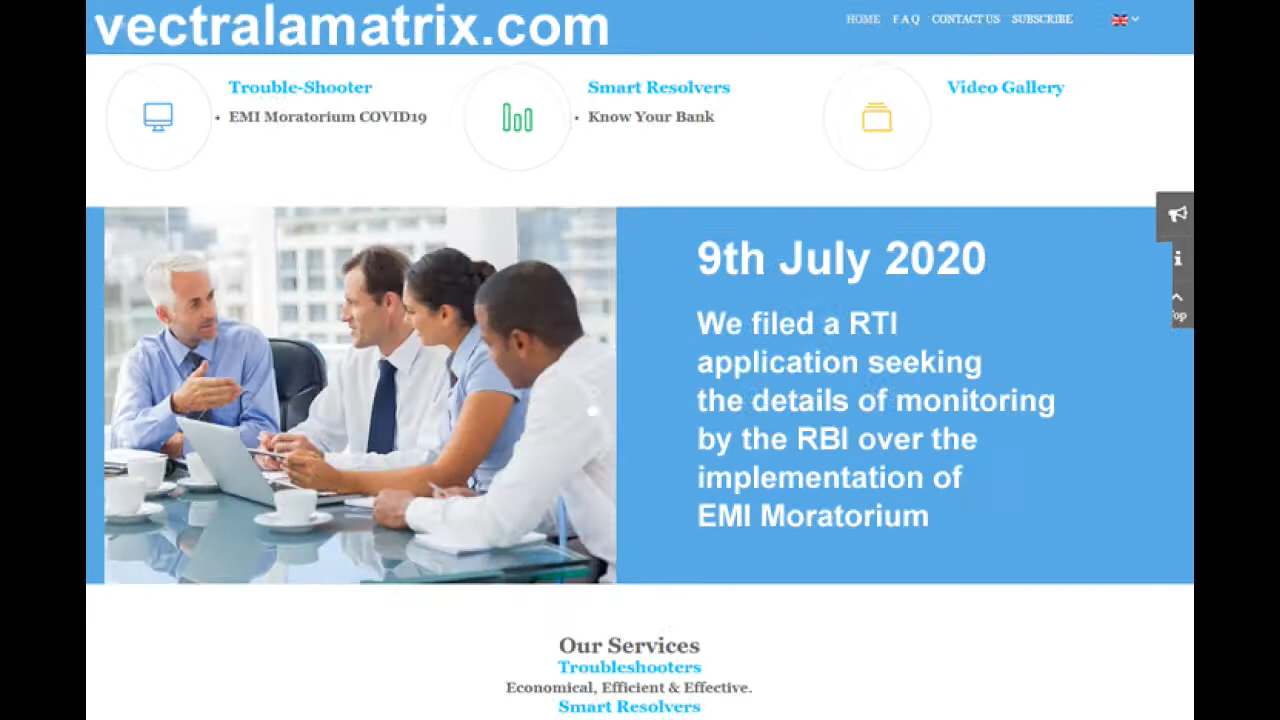 vectralamatrix.com
HOME F A Q CONTACT US SUBSCRIBE
Trouble-Shooter
• EMI Moratorium COVID19
Smart Resolvers
• Know Your Bank
Video Gallery
9th July 2020
We filed a RTI
application seeking
the details of monitoring
by the RBI over the
implementation of
EMI Moratorium
Top
Our Services
Troubleshooters
Economical, Efficient & Effective.
Smart Resolvers